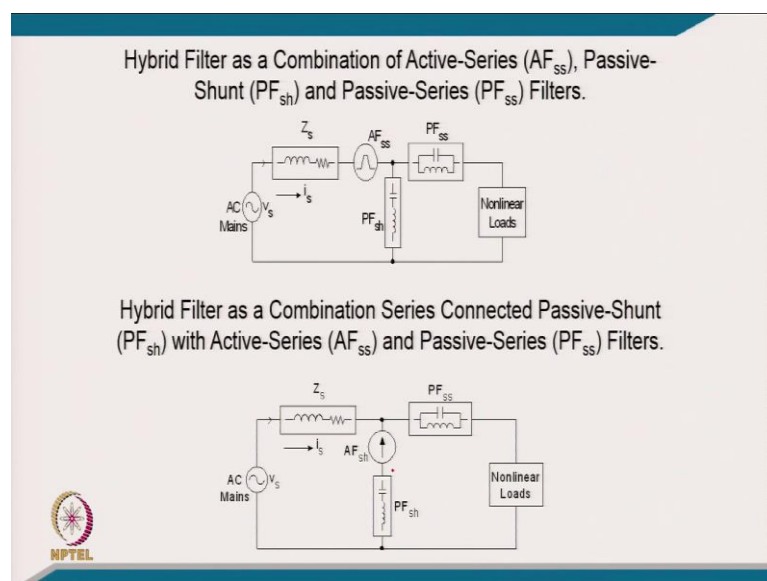 Hybrid Filter as a Combination of Active-Series (AFss), Passive-
Shunt (PFsh) and Passive-Series (PFss) Filters.
Zs
AFss
PFss
is
AC
Mains
vs
PFsh
Nonlinear
Loads
Hybrid Filter as a Combination Series Connected Passive-Shunt
(PFsh) with Active-Series (AFss) and Passive-Series (PFss) Filters.
Zs
PFss
is
AFsh
AC
Mains
vs
PFsh
Nonlinear
Loads
NPTEL